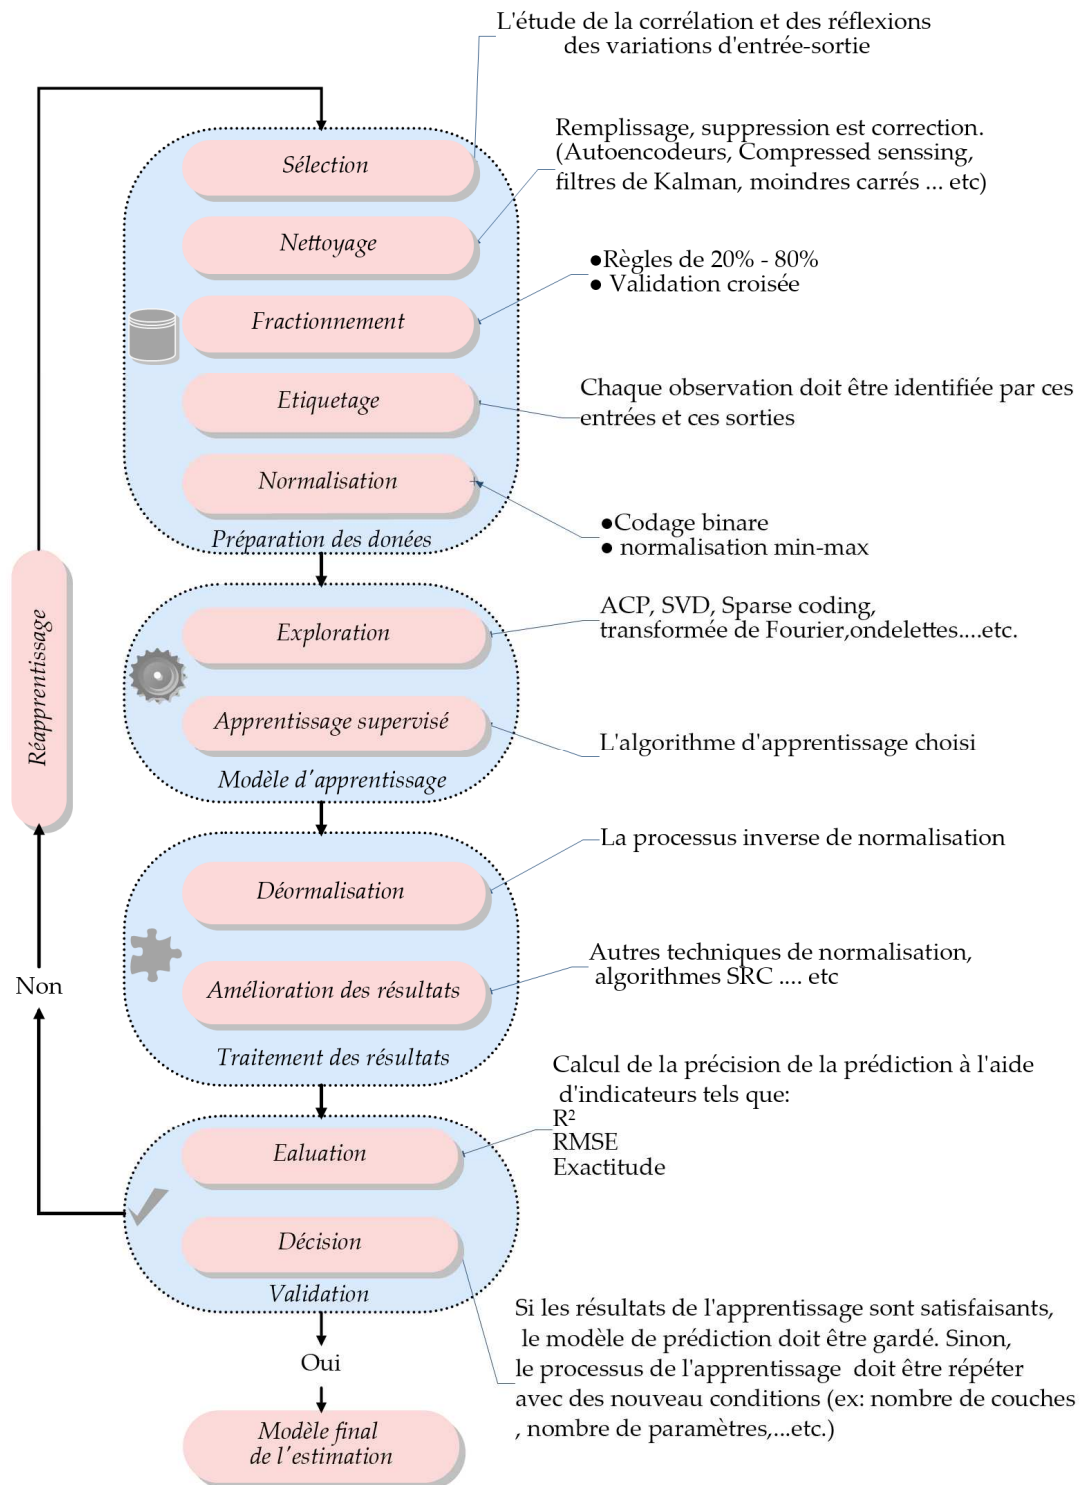 L'étude de la corrélation et des réflexions
des variations d'entrée-sortie
Sélection
Remplissage, suppression est correction.
(Autoencodeurs, Compressed senssing,
filtres de Kalman, moindres carrés ... etc)
Nettoyage
●Règles de 20% - 80%
● Validation croisée
Fractionnement
Chaque observation doit être identifiée par ces
entrées et ces sorties
Etiquetage
Normalisation
●Codage binare
● normalisation min-max
Préparation des donées
ACP, SVD, Sparse coding,
transformée de Fourier,ondelettes....etc.
Exploration
Réapprentissage
Apprentissage supervisé
L'algorithme d'apprentissage choisi
Modèle d'apprentissage
La processus inverse de normalisation
Déormalisation
Autres techniques de normalisation,
algorithmes SRC .... etc
Amélioration des résultats
Non
Traitement des résultats
Calcul de la précision de la prédiction à l'aide
d'indicateurs tels que:
R²
RMSE
Exactitude
Ealuation
Décision
Validation
Si les résultats de l'apprentissage sont satisfaisants,
le modèle de prédiction doit être gardé. Sinon,
le processus de l'apprentissage doit être répéter
avec des nouveau conditions (ex: nombre de couches
, nombre de paramètres,...etc.)
Oui
Modèle final
de l'estimation